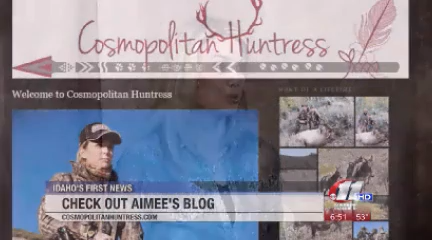 Cosmopolitan Huntress
Welcome to Cosmopolitan Huntress
IDAHO'S FIRST NEWS
CHECK OUT AIMEE'S BLOG
COSMOPOLITANHUNTRESS.COM
11 HD
6:51 53°